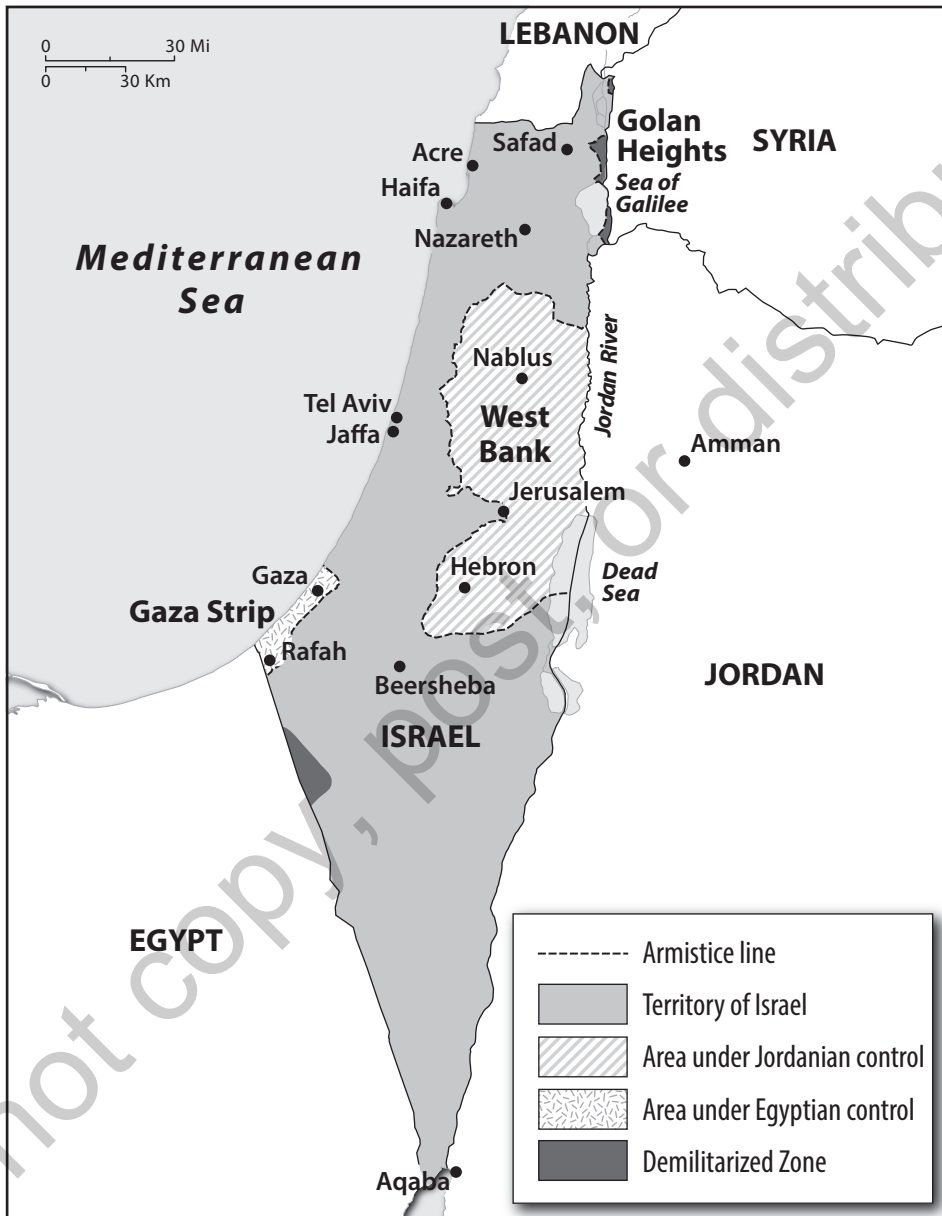 0 30 Mi
0 30 Km
LEBANON
Golan
Heights
SYRIA
Safad
Acre
Sea of
Galilee
Haifa
Nazareth
Mediterranean
Sea
Jordan River
Nablus
Tel Aviv
Jaffa
West
Bank
Amman
Jerusalem
Gaza
Hebron
Dead
Sea
Gaza Strip
Rafah
Beersheba
JORDAN
ISRAEL
EGYPT
Aqaba
Armistice line
Territory of Israel
Area under Jordanian control
Area under Egyptian control
Demilitarized Zone
not copy, post, or